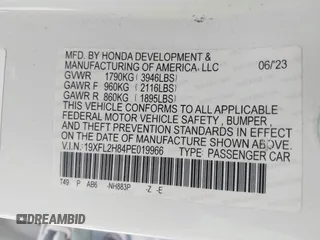 MFD. BY HONDA DEVELOPMENT &
MANUFACTURING OF AMERICA, LLC 06/23
GVWR 1790KG (3946LBS)
GAWR F 960KG (2116LBS)
GAWR R 860KG (1895LBS)
THIS VEHICLE CONFORMS TO ALL APPLICABLE
FEDERAL MOTOR VEHICLE SAFETY, BUMPER,
AND THEFT PREVENTION STANDARDS IN EFFECT
ON THE DATE OF MANUFACTURE SHOWN ABOVE.
V.I.N.: 19XFL2H84PE019966 TYPE: PASSENGER CAR
T49 P AB6 -NH883P -Z -E
DREAMBID